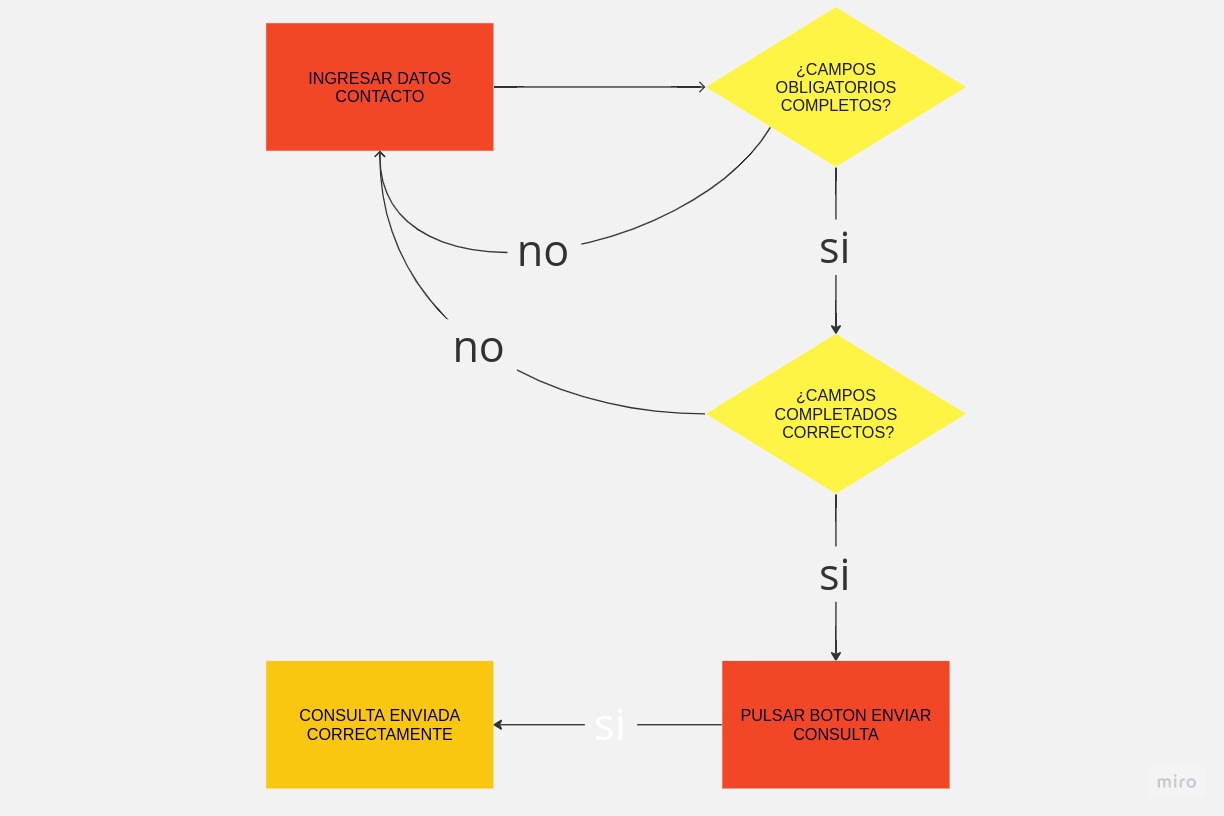 INGRESAR DATOS
CONTACTO
¿CAMPOS
OBLIGATORIOS
COMPLETOS?
no
si
no
¿CAMPOS
COMPLETADOS
CORRECTOS?
si
CONSULTA ENVIADA
CORRECTAMENTE
si
PULSAR BOTON ENVIAR
CONSULTA
miro